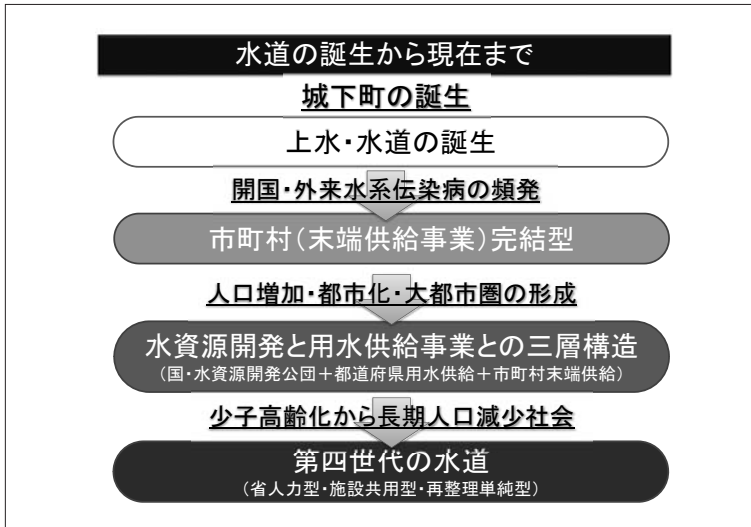 水道の誕生から現在まで
城下町の誕生
上水・水道の誕生
開国・外来水系伝染病の頻発
市町村(末端供給事業)完結型
人口増加・都市化・大都市圏の形成
水資源開発と用水供給事業との三層構造
(国・水資源開発公団+都道府県用水供給+市町村末端供給)
少子高齢化から長期人口減少社会
第四世代の水道
(省人力型・施設共用型・再整理単純型)